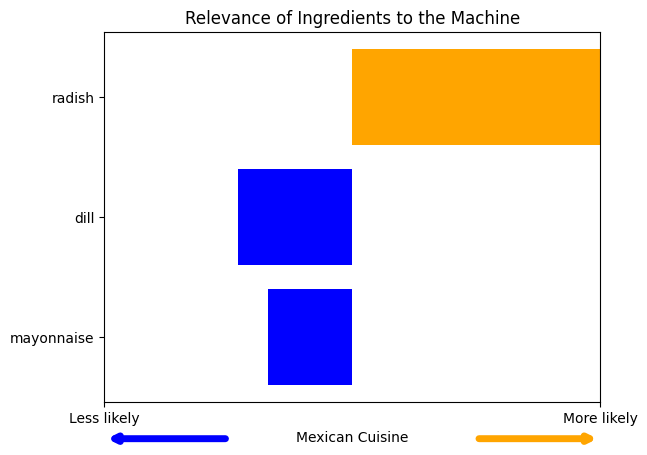 Relevance of Ingredients to the Machine
radish
dill
mayonnaise
Less likely
More likely
Mexican Cuisine